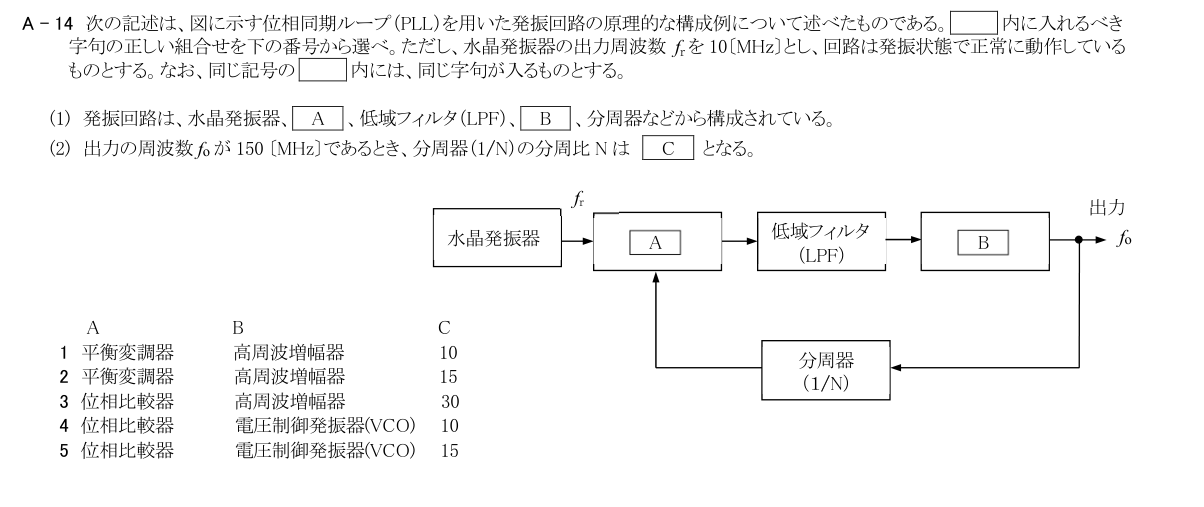 A－14 次の記述は、図に示す位相同期ループ(PLL)を用いた発振回路の原理的な構成例について述べたものである。 内に入れるべき
字句の正しい組合せを下の番号から選べ。ただし、水晶発振器の出力周波数 fr を 10〔MHz〕とし、回路は発振状態で正常に動作している
ものとする。なお、同じ記号の 内には、同じ字句が入るものとする。
(1) 発振回路は、水晶発振器、 A 、低域フィルタ(LPF)、 B 、分周器などから構成されている。
(2) 出力の周波数 fo が 150〔MHz〕であるとき、分周器(1/N)の分周比 N は C となる。
fr
出力
水晶発振器
A
低域フィルタ
(LPF)
B
fo
分周器
(1/N)
A B C
1 平衡変調器 高周波増幅器 10
2 平衡変調器 高周波増幅器 15
3 位相比較器 高周波増幅器 30
4 位相比較器 電圧制御発振器(VCO) 10
5 位相比較器 電圧制御発振器(VCO) 15